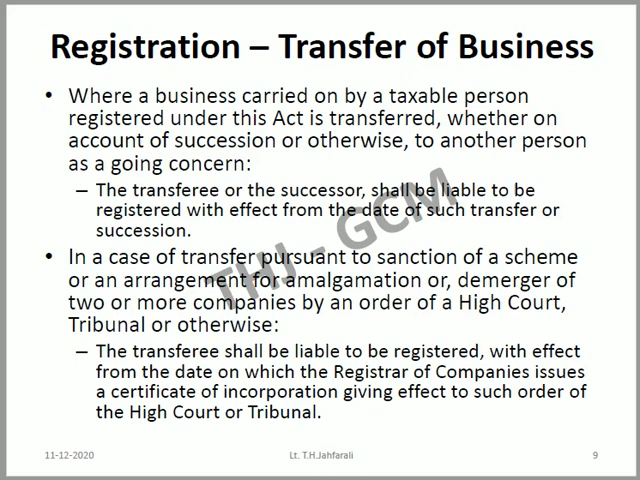 Registration – Transfer of Business
• Where a business carried on by a taxable person
registered under this Act is transferred, whether on
account of succession or otherwise, to another person
as a going concern:
– The transferee or the successor, shall be liable to be
registered with effect from the date of such transfer or
succession.
• In a case of transfer pursuant to sanction of a scheme
or an arrangement for amalgamation or, demerger of
two or more companies by an order of a High Court,
Tribunal or otherwise:
– The transferee shall be liable to be registered, with effect
from the date on which the Registrar of Companies issues
a certificate of incorporation giving effect to such order of
the High Court or Tribunal.
THJ - GCM
11-12-2020
Lt. T.H.Jahfarali
9